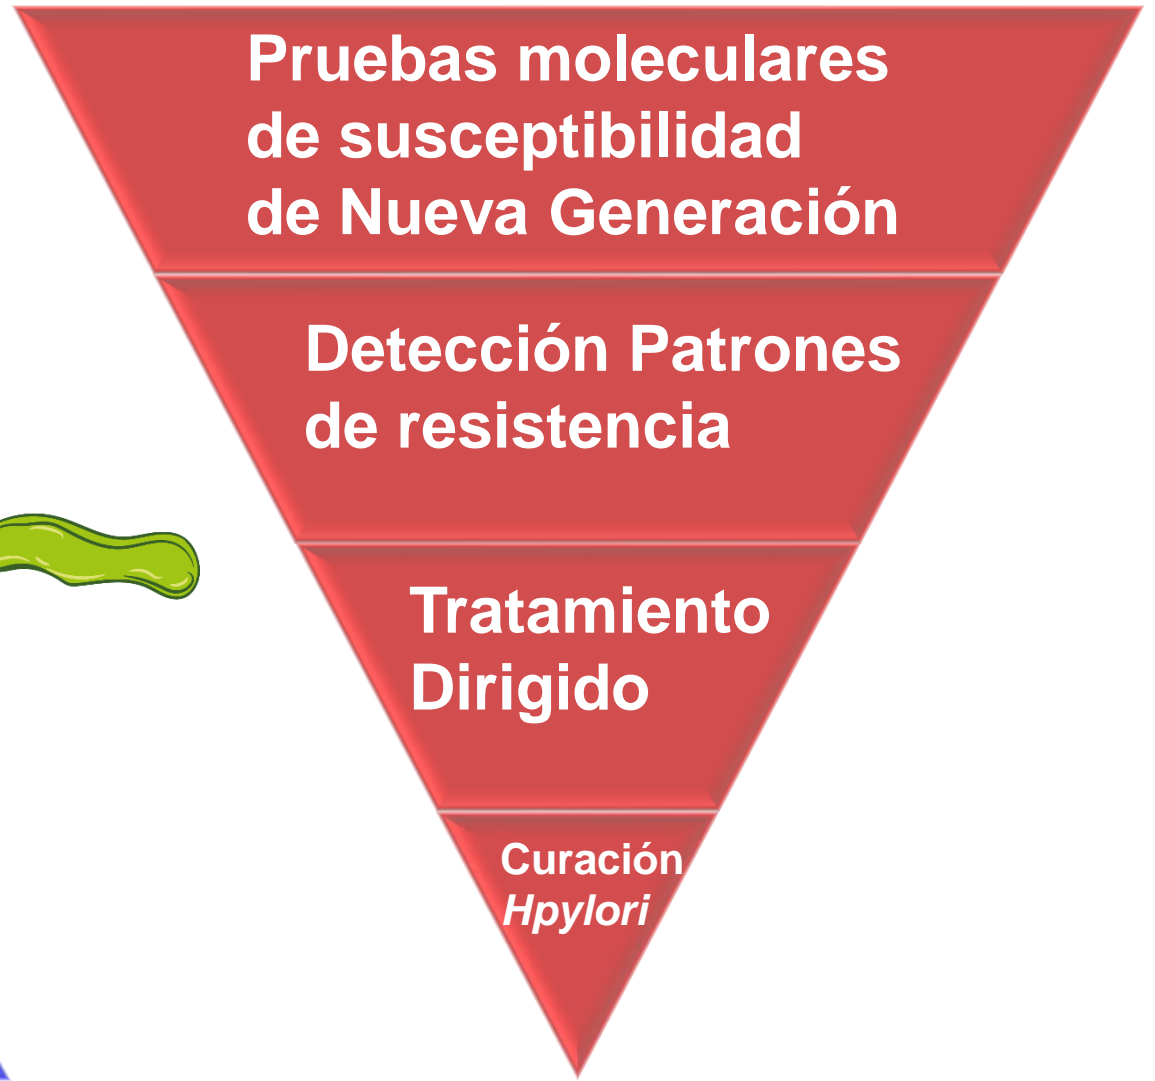 Pruebas moleculares
de susceptibilidad
de Nueva Generación
Detección Patrones
de resistencia
Tratamiento
Dirigido
Curación
Hpylori